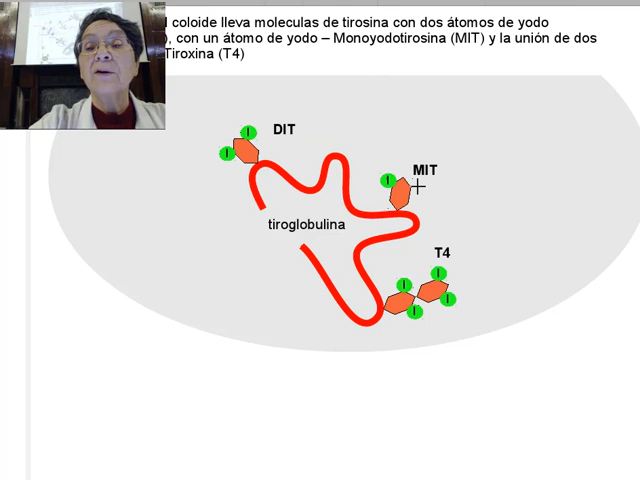 l coloide lleva moleculas de tirosina con dos átomos de yodo
), con un átomo de yodo – Monoyodotirosina (MIT) y la unión de dos
Tiroxina (T4)
DIT
I
I
MIT
I
tiroglobulina
T4
I
I
I
I